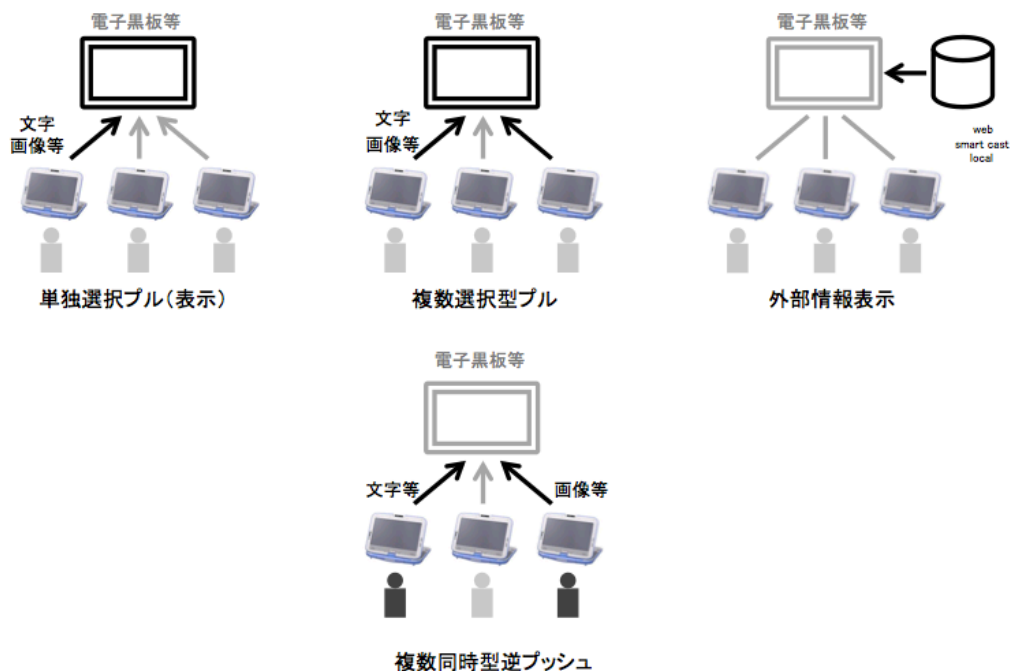 電子黒板等
文字
画像等
単独選択プル（表示）
電子黒板等
文字
画像等
複数選択型プル
電子黒板等
web
smart cast
local
外部情報表示
電子黒板等
文字等
画像等
複数同時型逆プッシュ